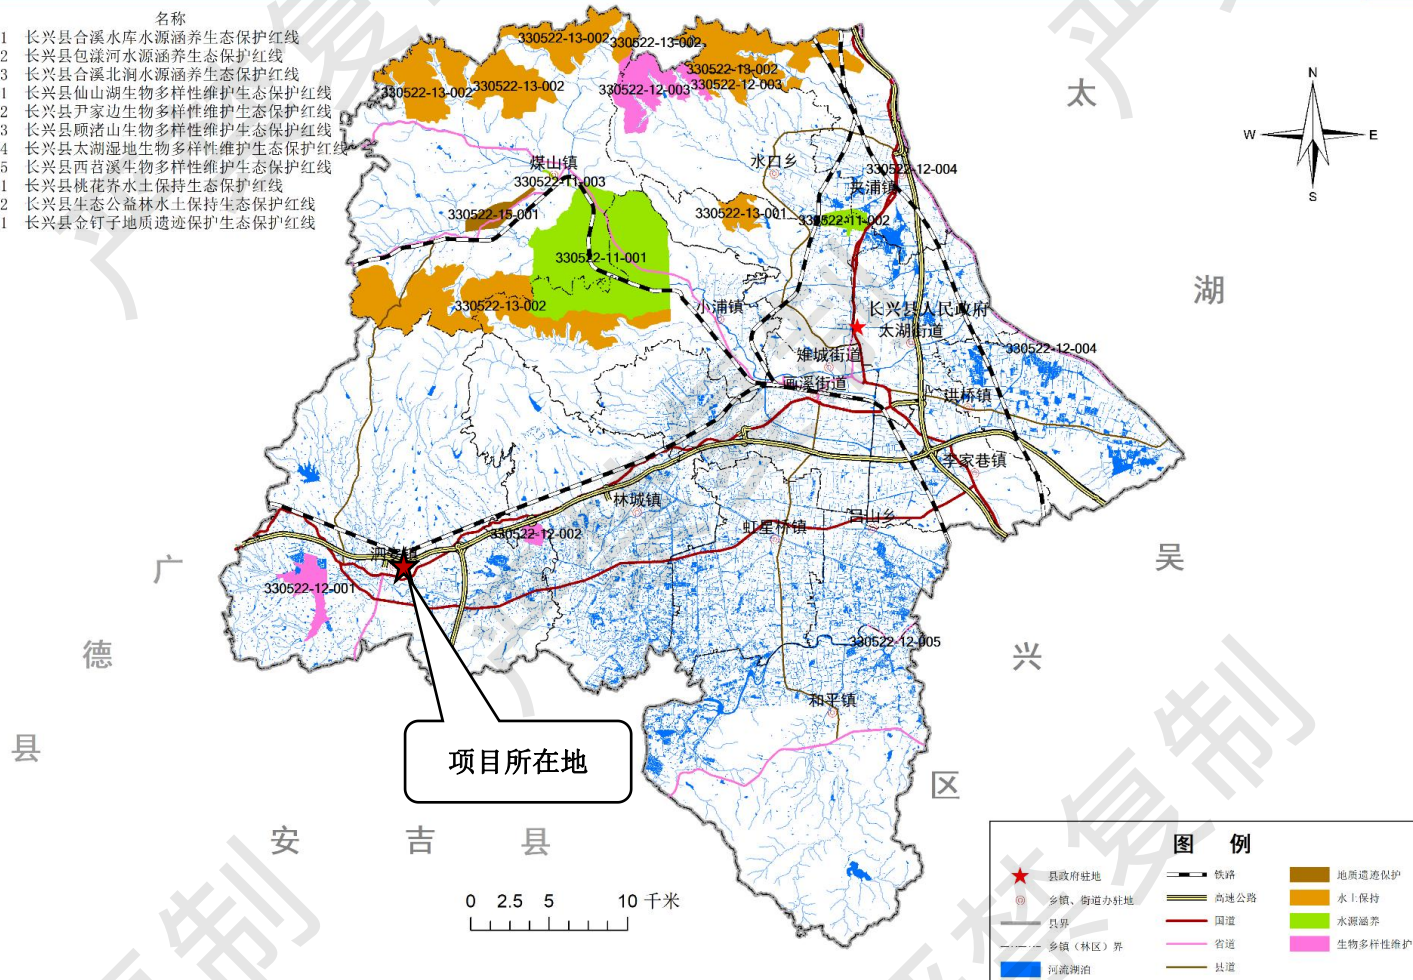 名称
1 长兴县合溪水库水源涵养生态保护红线
2 长兴县包漾河水源涵养生态保护红线
3 长兴县合溪北涧水源涵养生态保护红线
1 长兴县仙山湖生物多样性维护生态保护红线
2 长兴县尹家边生物多样性维护生态保护红线
3 长兴县顾渚山生物多样性维护生态保护红线
4 长兴县太湖湿地生物多样性维护生态保护红线
5 长兴县西苕溪生物多样性维护生态保护红线
1 长兴县桃花岕水土保持生态保护红线
2 长兴县生态公益林水土保持生态保护红线
1 长兴县金钉子地质遗迹保护生态保护红线
330522-13-002
330522-13-002
330522-13-002
330522-13-002
330522-13-002
330522-12-003
330522-12-003
太
N
W
E
S
煤山镇
水口乡
330522-12-004
330522-11-003
夹浦镇
330522-15-001
330522-13-001
330522-11-002
330522-11-001
湖
330522-13-002
小浦镇
长兴县人民政府
太湖街道
330522-12-004
雉城街道
画溪街道
洪桥镇
李家巷镇
林城镇
吕山乡
虹星桥镇
330522-12-002
泗安镇
广
吴
330522-12-001
330522-12-005
德
兴
和平镇
县
项目所在地
区
安 吉 县
0 2.5 5 10 千米
图 例
县政府驻地
乡镇、街道办驻地
县界
乡镇（林区）界
河流湖泊
铁路
高速公路
国道
省道
县道
地质遗迹保护
水土保持
水源涵养
生物多样性维护
严禁复制